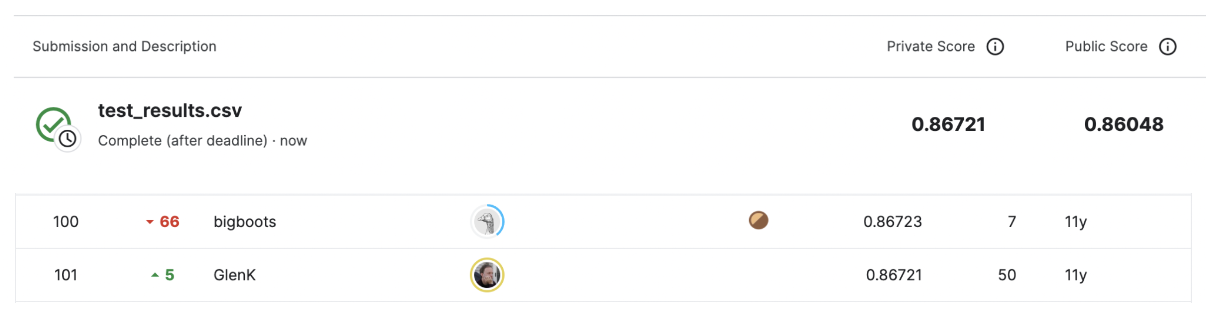 Submission and Description Private Score Public Score
test_results.csv 0.86721 0.86048
Complete (after deadline) · now
100 66 bigboots 0.86723 7 11y
101 5 GlenK 0.86721 50 11y